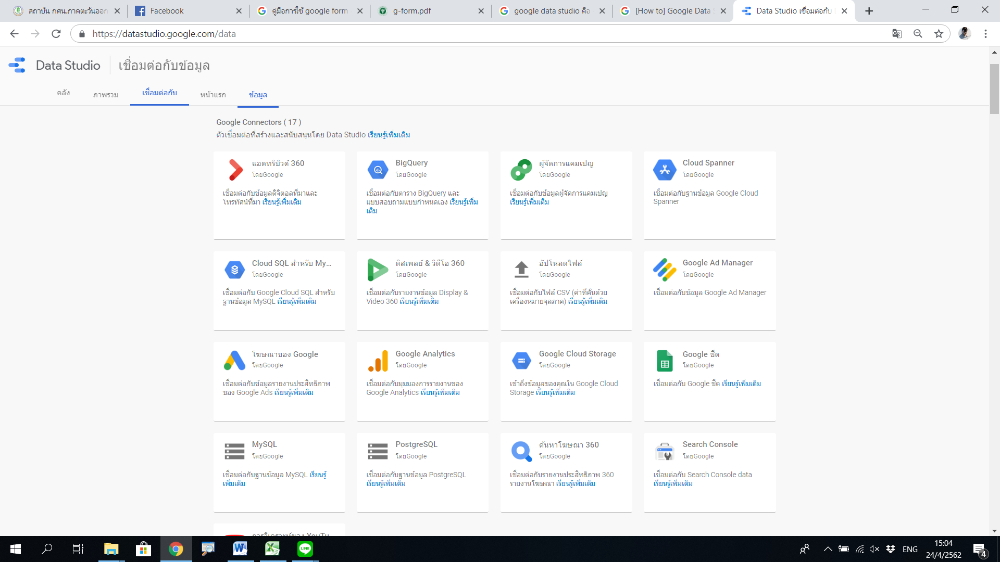 สถาบัน กศน.ภาคตะวันออก
Facebook
คู่มือการใช้ google form
g-form.pdf
google data studio คือ
[How to] Google Data S
Data Studio เชื่อมต่อกับ
https://datastudio.google.com/data
Data Studio
เชื่อมต่อกับข้อมูล
คลัง
ภาพรวม
เชื่อมต่อกับ
หน้าแรก
ข้อมูล
Google Connectors ( 17 )
ตัวเชื่อมต่อที่สร้างและสนับสนุนโดย Data Studio เรียนรู้เพิ่มเติม
แอตทริบิวต์ 360
โดยGoogle
เชื่อมต่อกับข้อมูลดิจิตอลที่มาและ
โทรทัศน์ที่มา เรียนรู้เพิ่มเติม
BigQuery
โดยGoogle
เชื่อมต่อกับตาราง BigQuery และ
แบบสอบถามแบบกำหนดเอง เรียนรู้เพิ่ม
เติม
ผู้จัดการแคมเปญ
โดยGoogle
เชื่อมต่อกับข้อมูลผู้จัดการแคมเปญ
เรียนรู้เพิ่มเติม
Cloud Spanner
โดยGoogle
เชื่อมต่อกับฐานข้อมูล Google Cloud
Spanner
Cloud SQL สำหรับ My...
โดยGoogle
เชื่อมต่อกับ Google Cloud SQL สำหรับ
ฐานข้อมูล MySQL เรียนรู้เพิ่มเติม
ดิสเพลย์ & วิดีโอ 360
โดยGoogle
เชื่อมต่อกับรายงานข้อมูล Display &
Video 360 เรียนรู้เพิ่มเติม
อัปโหลดไฟล์
โดยGoogle
เชื่อมต่อกับไฟล์ CSV (ค่าที่คั่นด้วย
เครื่องหมายจุลภาค) เรียนรู้เพิ่มเติม
Google Ad Manager
โดยGoogle
เชื่อมต่อกับข้อมูล Google Ad Manager
โฆษณาของ Google
โดยGoogle
เชื่อมต่อกับข้อมูลรายงานประสิทธิภาพ
ของ Google Ads เรียนรู้เพิ่มเติม
Google Analytics
โดยGoogle
เชื่อมต่อกับมุมมองการรายงานของ
Google Analytics เรียนรู้เพิ่มเติม
Google Cloud Storage
โดยGoogle
เข้าถึงข้อมูลของคุณใน Google Cloud
Storage เรียนรู้เพิ่มเติม
Google ชีต
โดยGoogle
เชื่อมต่อกับ Google ชีต เรียนรู้เพิ่มเติม
MySQL
โดยGoogle
เชื่อมต่อกับฐานข้อมูล MySQL เรียนรู้
เพิ่มเติม
PostgreSQL
โดยGoogle
เชื่อมต่อกับฐานข้อมูล PostgreSQL
เรียนรู้เพิ่มเติม
ค้นหาโฆษณา 360
โดยGoogle
เชื่อมต่อกับรายงานประสิทธิภาพ 360
รายงานโฆษณา เรียนรู้เพิ่มเติม
Search Console
โดยGoogle
เชื่อมต่อกับ Search Console data
เรียนรู้เพิ่มเติม
การวิเคราะห์ของ YouTu
ENG
15:04
24/4/2562
4